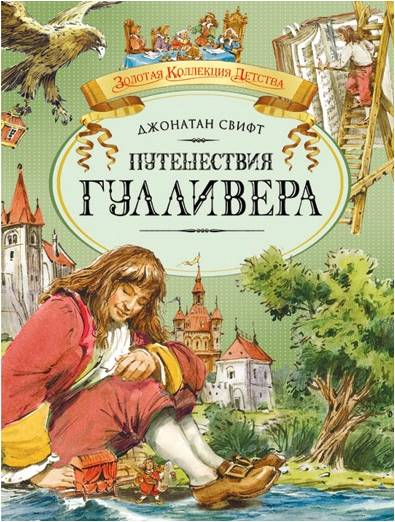 Золотая Коллекция Детства
ДЖОНАТАН СВИФТ
ПУТЕШЕСТВИЯ
ГУЛЛИВЕРА